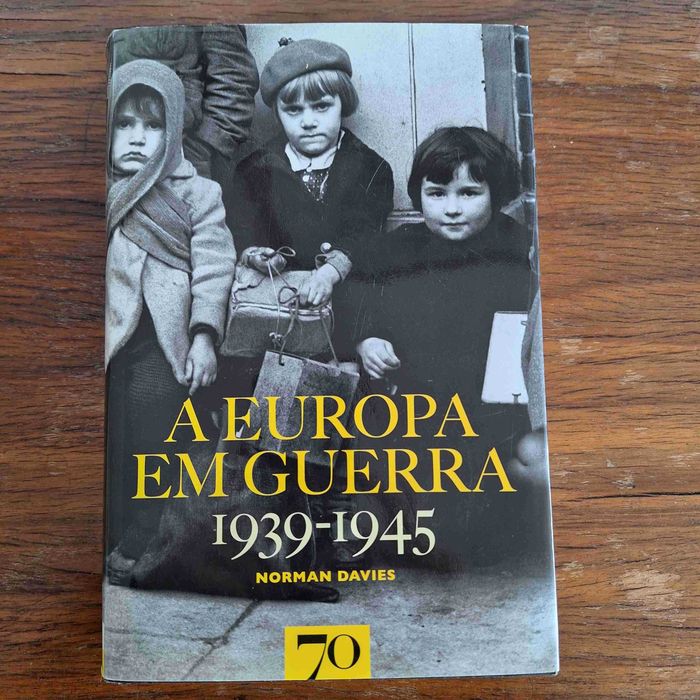 A EUROPA
EM GUERRA
1939-1945
NORMAN DAVIES
70